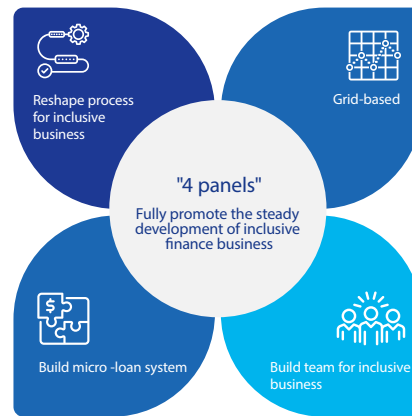 Reshape process
for inclusive
business
Grid-based
"4 panels"
Fully promote the steady
development of inclusive
finance business
$
Build micro -loan system
Build team for inclusive
business